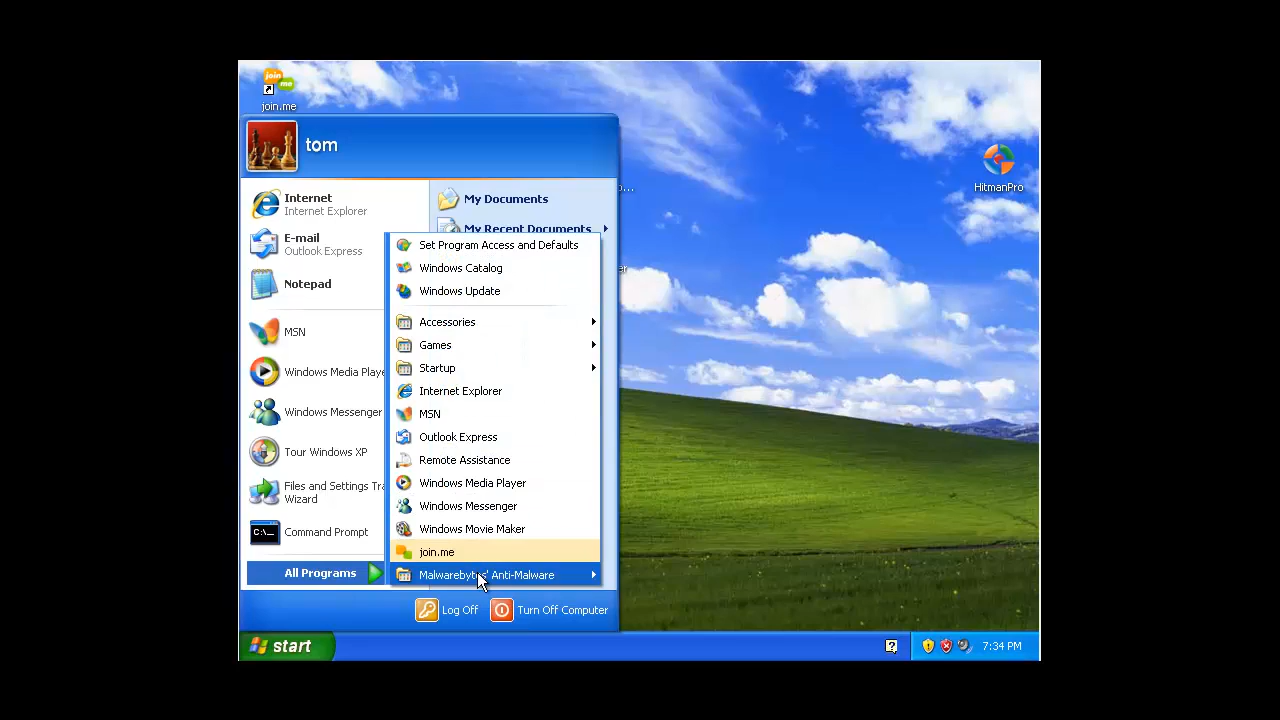 join
me
join.me
tom
HitmanPro
o...
Internet
Internet Explorer
My Documents
My Recent Documents
E-mail
Outlook Express
Set Program Access and Defaults
Windows Catalog
er
Notepad
Windows Update
Accessories
MSN
Games
Startup
Windows Media Playe
Internet Explorer
Windows Messenger
MSN
Outlook Express
Tour Windows XP
Remote Assistance
Files and Settings Tra
Wizard
Windows Media Player
Windows Messenger
Command Prompt
C:\_
Windows Movie Maker
join.me
All Programs
Malwarebytes' Anti-Malware
Log Off
Turn Off Computer
start
7:34 PM